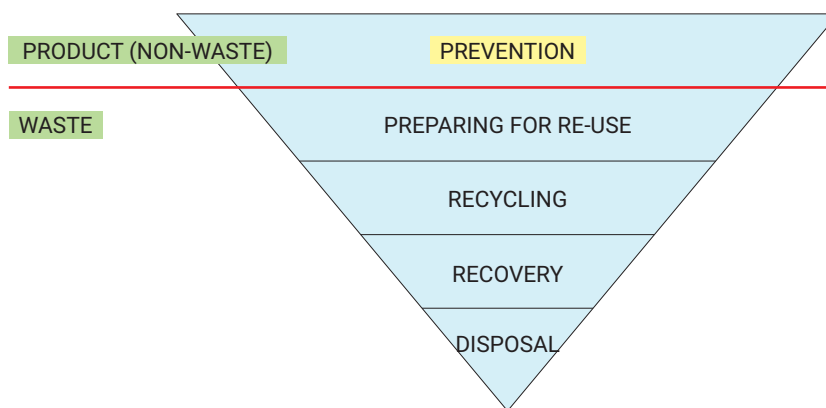 PRODUCT (NON-WASTE) PREVENTION
WASTE PREPARING FOR RE-USE
RECYCLING
RECOVERY
DISPOSAL